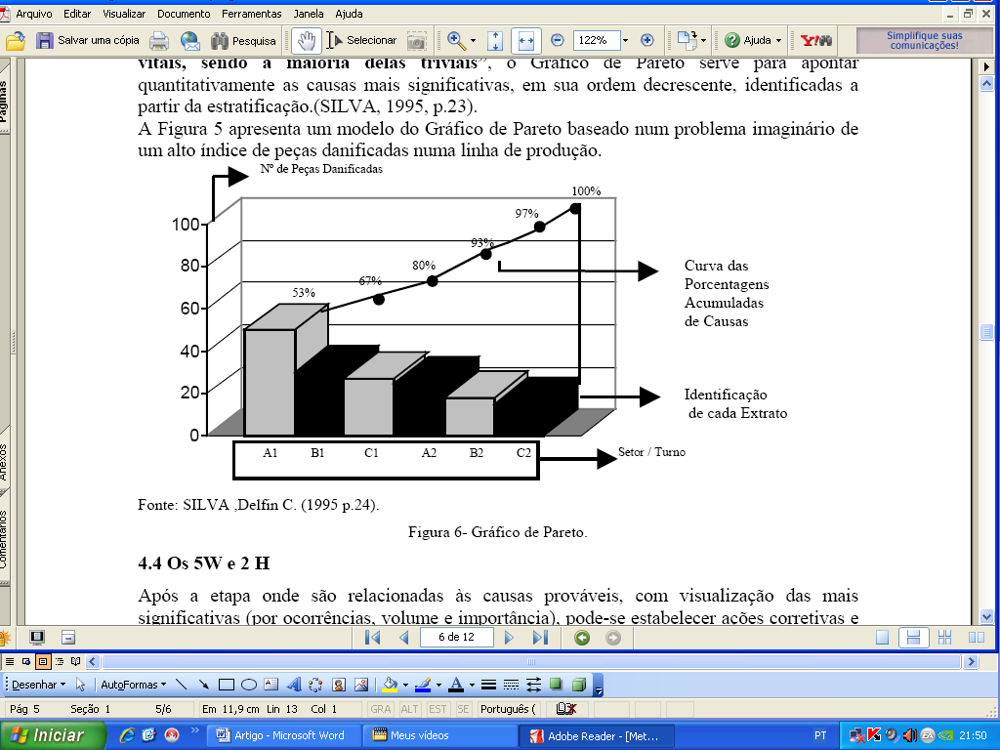 Arquivo Editar Visualizar Documento Ferramentas Janela Ajuda
Salvar uma cópia Pesquisa Selecionar 122% Ajuda Y! Simplifique suas comunicações!
Páginas
vitais, sendo a maioria delas triviais”, o Gráfico de Pareto serve para apontar
quantitativamente as causas mais significativas, em sua ordem decrescente, identificadas a
partir da estratificação.(SILVA, 1995, p.23).
A Figura 5 apresenta um modelo do Gráfico de Pareto baseado num problema imaginário de
um alto índice de peças danificadas numa linha de produção.
Nº de Peças Danificadas
100%
97%
93%
80%
67%
53%
100
80
60
40
20
0
Curva das
Porcentagens
Acumuladas
de Causas
Identificação
de cada Extrato
A1 B1 C1 A2 B2 C2
Setor / Turno
Anexos
Comentários
Fonte: SILVA ,Delfin C. (1995 p.24).
Figura 6- Gráfico de Pareto.
4.4 Os 5W e 2 H
Após a etapa onde são relacionadas às causas prováveis, com visualização das mais
significativas (por ocorrências, volume e importância), pode-se estabelecer ações corretivas e
6 de 12
Desenhar AutoFormas
Pág 5 Seção 1 5/6 Em 11,9 cm Lin 13 Col 1 GRA ALT EST SE Português (
Iniciar Artigo - Microsoft Word Meus vídeos Adobe Reader - [Met... PT 21:50